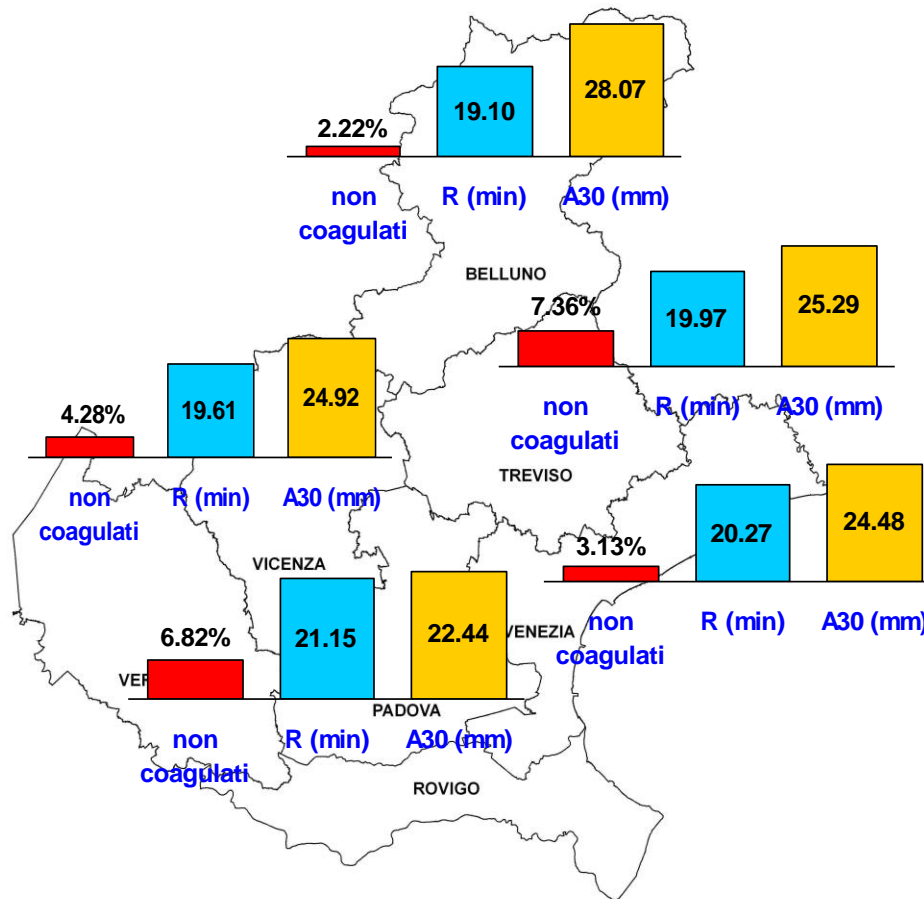 28.07
19.10
2.22%
non
coagulati
R (min)
A30 (mm)
BELLUNO
7.36%
19.97
25.29
non
coagulati
R (min)
A30 (mm)
4.28%
19.61
24.92
non
coagulati
R (min)
A30 (mm)
TREVISO
3.13%
20.27
24.48
non
coagulati
R (min)
A30 (mm)
VICENZA
VENEZIA
6.82%
21.15
22.44
non
coagulati
R (min)
A30 (mm)
PADOVA
ROVIGO